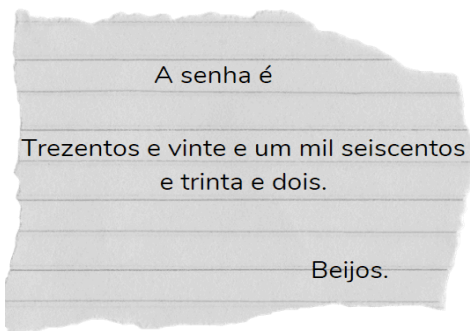 A senha é
Trezentos e vinte e um mil seiscentos
e trinta e dois.
Beijos.